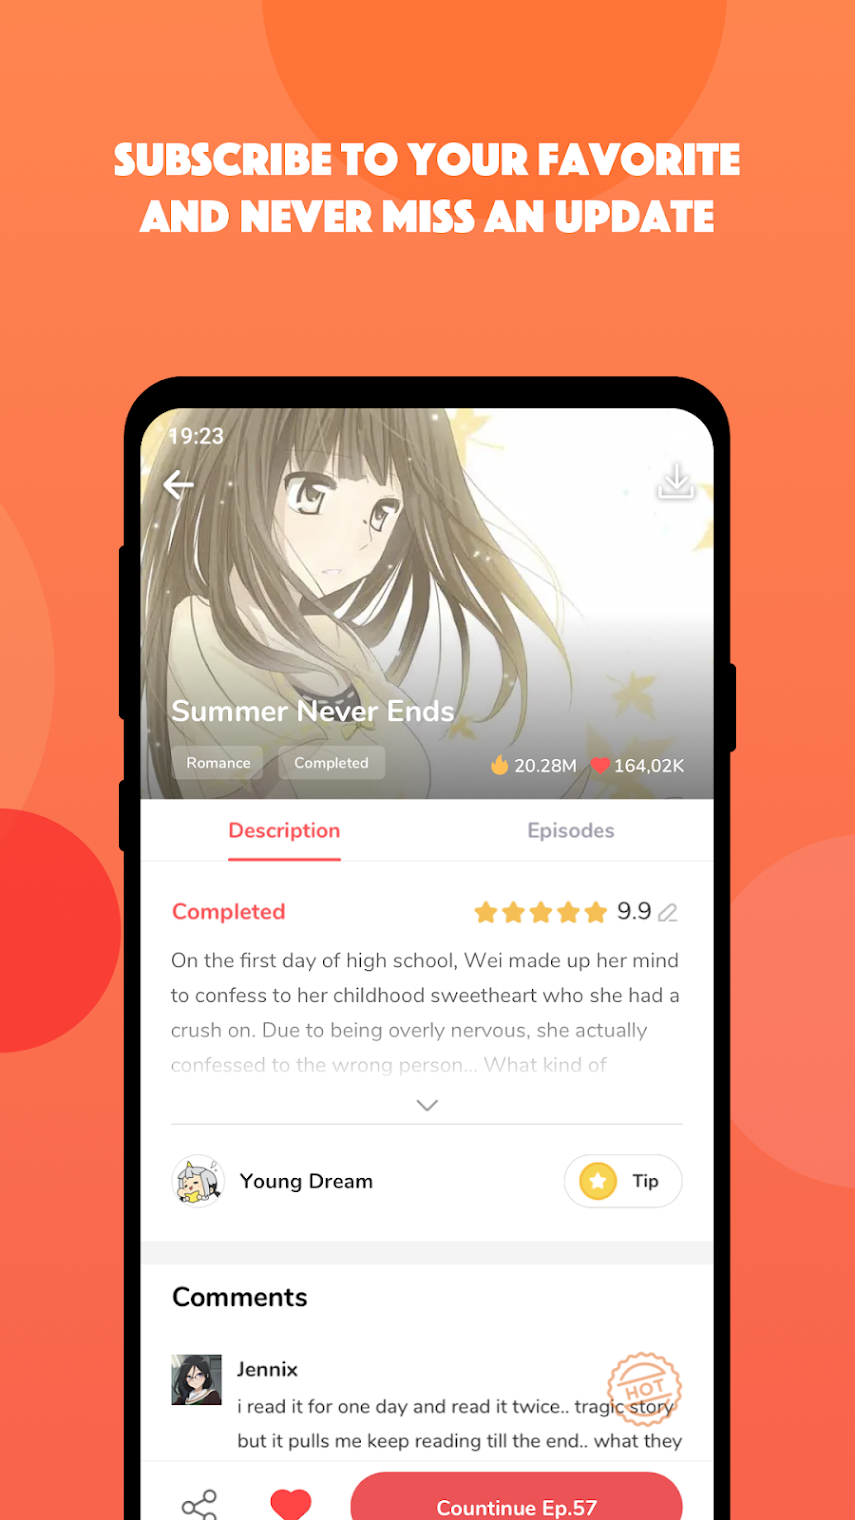 SUBSCRIBE TO YOUR FAVORITE
AND NEVER MISS AN UPDATE
19:23
Summer Never Ends
Romance
Completed
20.28M
164,02K
Description
Episodes
Completed
9.9
On the first day of high school, Wei made up her mind
to confess to her childhood sweetheart who she had a
crush on. Due to being overly nervous, she actually
confessed to the wrong person... What kind of
Young Dream
Tip
Comments
Jennix
HOT
i read it for one day and read it twice.. tragic story
but it pulls me keep reading till the end.. what they
Countinue Ep.57